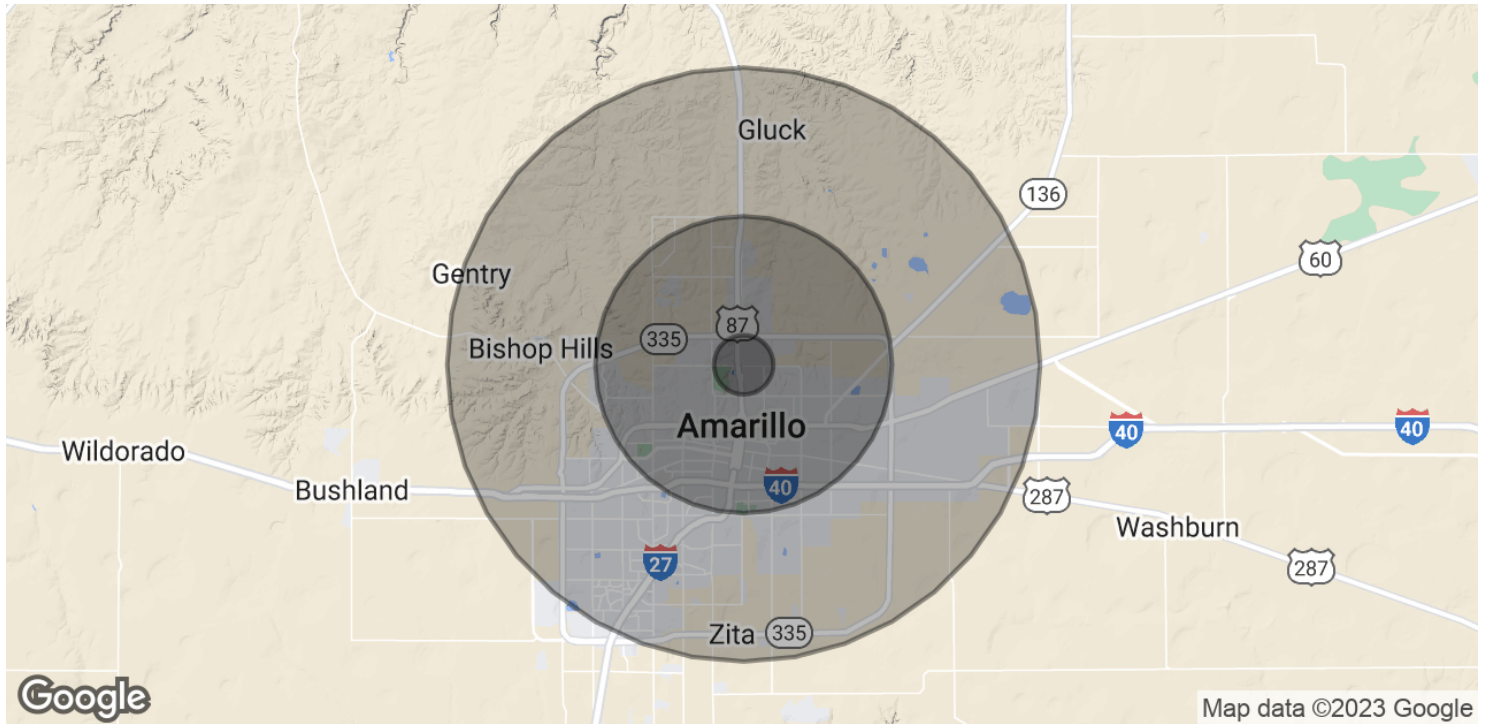 Gluck
136
60
Gentry
87
335
Bishop Hills
Amarillo
40
40
Wildorado
Bushland
40
287
Washburn
27
287
Zita
335
Google
Map data ©2023 Google